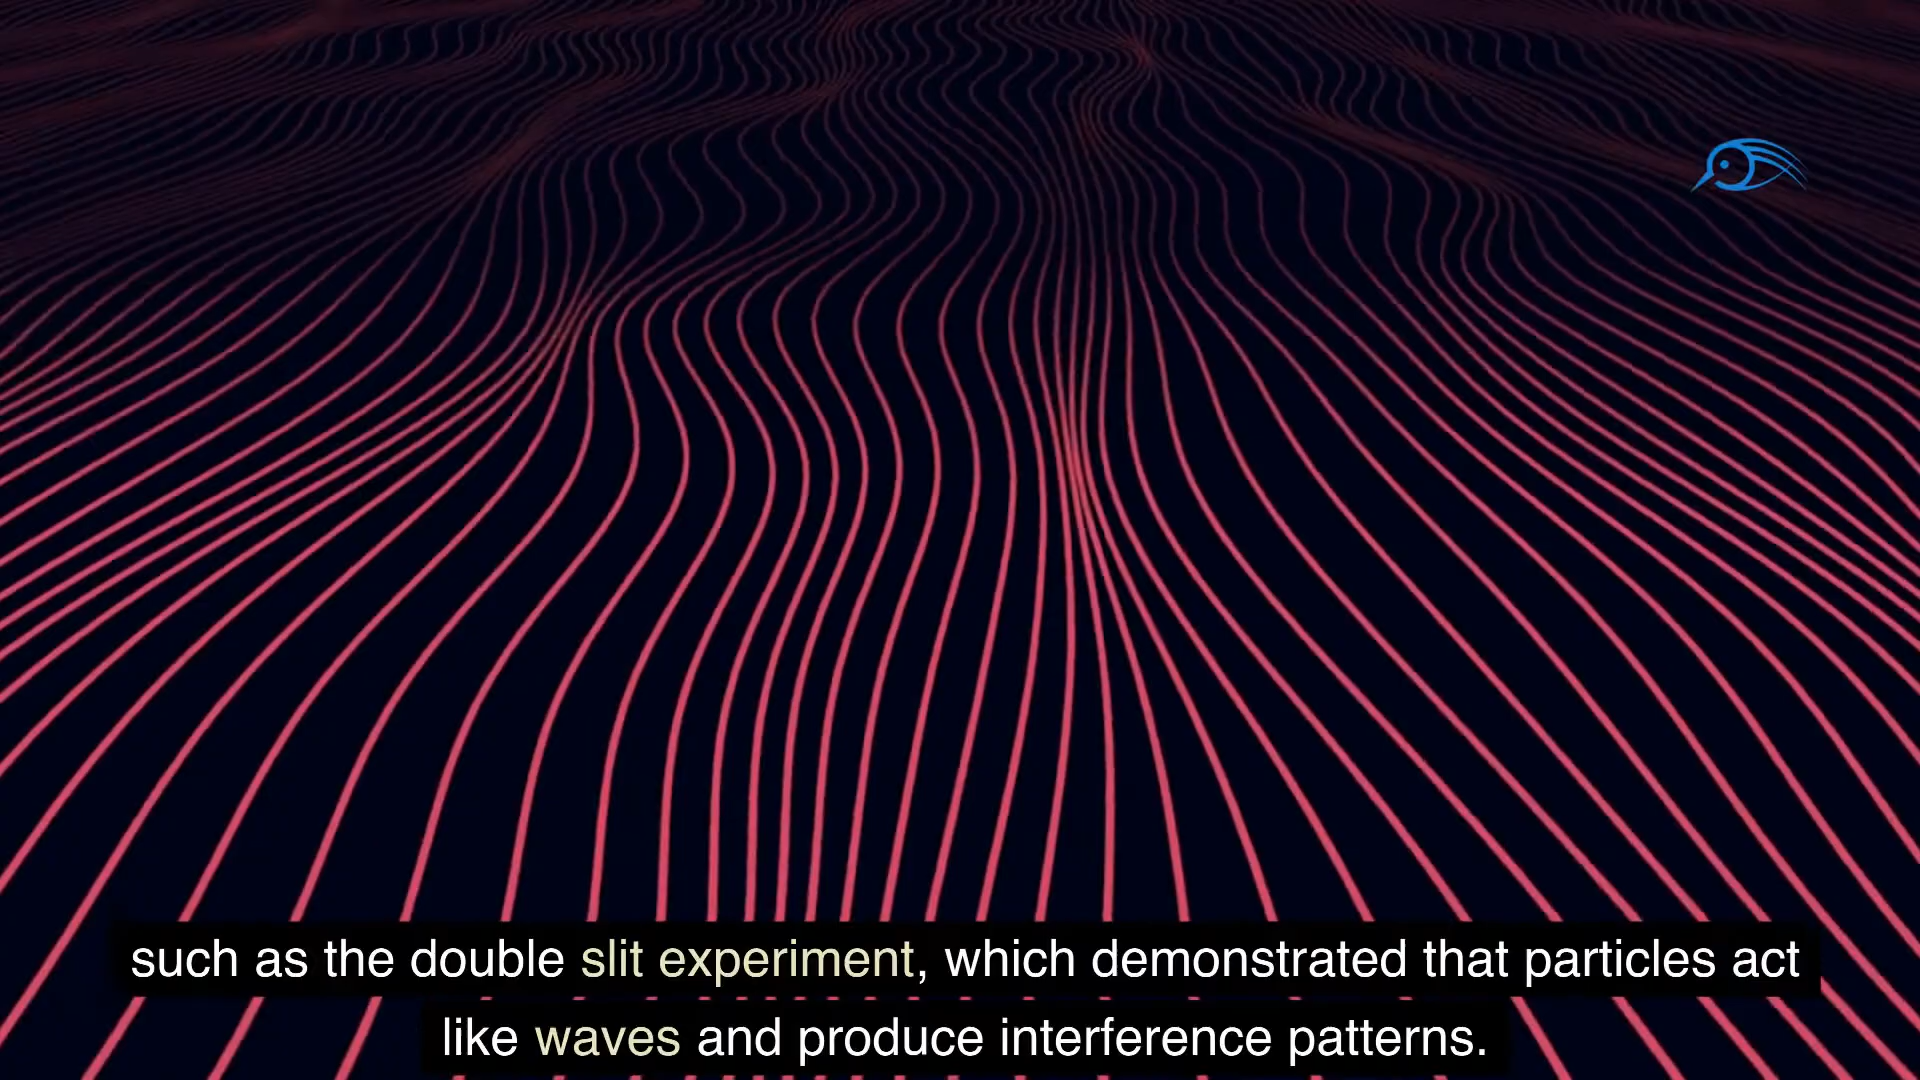 such as the double slit experiment, which demonstrated that particles act
like waves and produce interference patterns.